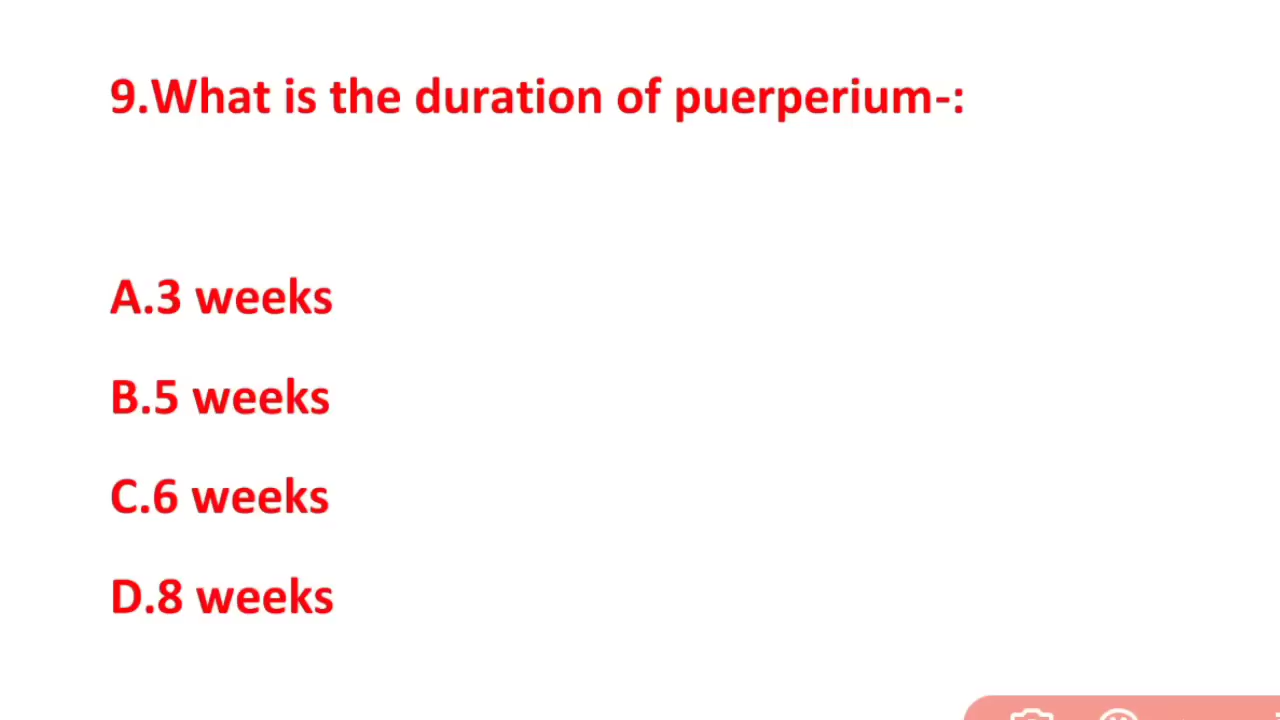 9.What is the duration of puerperium-:
A.3 weeks
B.5 weeks
C.6 weeks
D.8 weeks